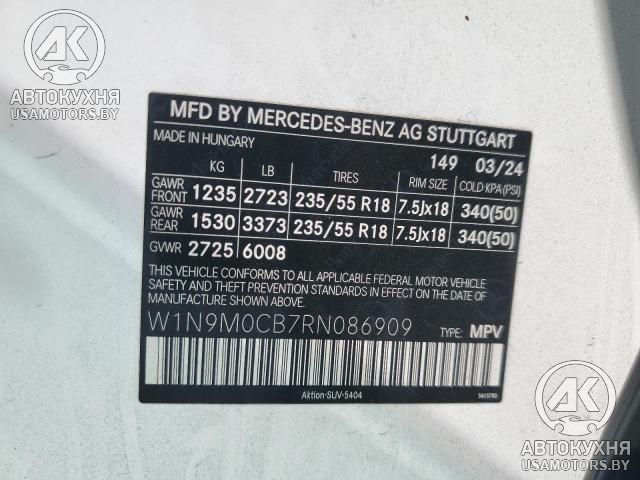 АК
АВТОКУХНЯ
USAMOTORS.BY
MFD BY MERCEDES-BENZ AG STUTTGART
MADE IN HUNGARY 149 03/24
KG LB TIRES RIM SIZE COLD KPA(PSI)
GAWR FRONT 1235 2723 235/55 R18 7.5Jx18 340(50)
GAWR REAR 1530 3373 235/55 R18 7.5Jx18 340(50)
GVWR 2725 6008
THIS VEHICLE CONFORMS TO ALL APPLICABLE FEDERAL MOTOR VEHICLE
SAFETY AND THEFT PREVENTION STANDARDS IN EFFECT ON THE DATE OF
MANUFACTURE SHOWN ABOVE.
W1N9M0CB7RN086909 TYPE: MPV
Aktion-SUV-5404
АК
АВТОКУХНЯ
USAMOTORS.BY